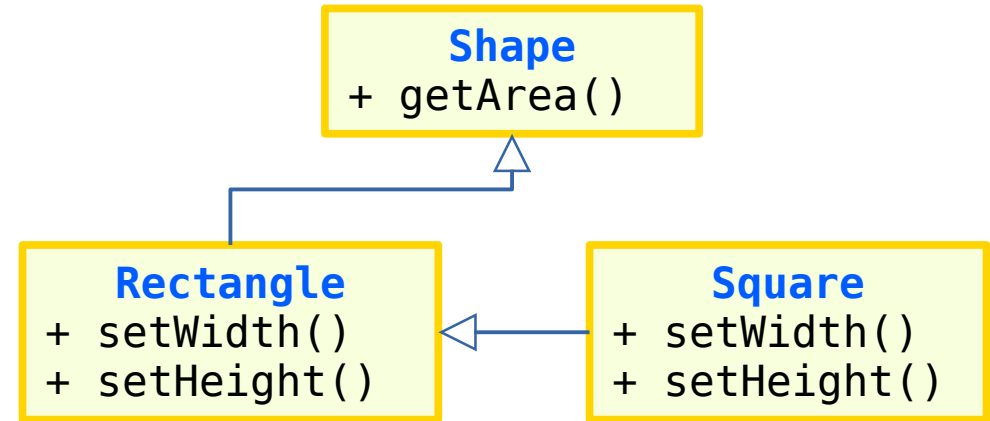 Shape
+ getArea()
Rectangle
+ setWidth()
+ setHeight()
Square
+ setWidth()
+ setHeight()